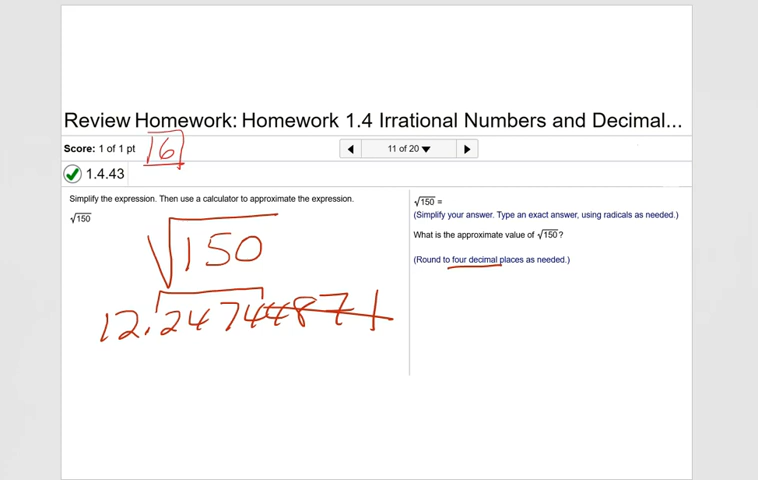 Review Homework: Homework 1.4 Irrational Numbers and Decimal...
Score: 1 of 1 pt
16
11 of 20
1.4.43
Simplify the expression. Then use a calculator to approximate the expression.
√150
√150
12.247448871
√150 =
(Simplify your answer. Type an exact answer, using radicals as needed.)
What is the approximate value of √150?
(Round to four decimal places as needed.)